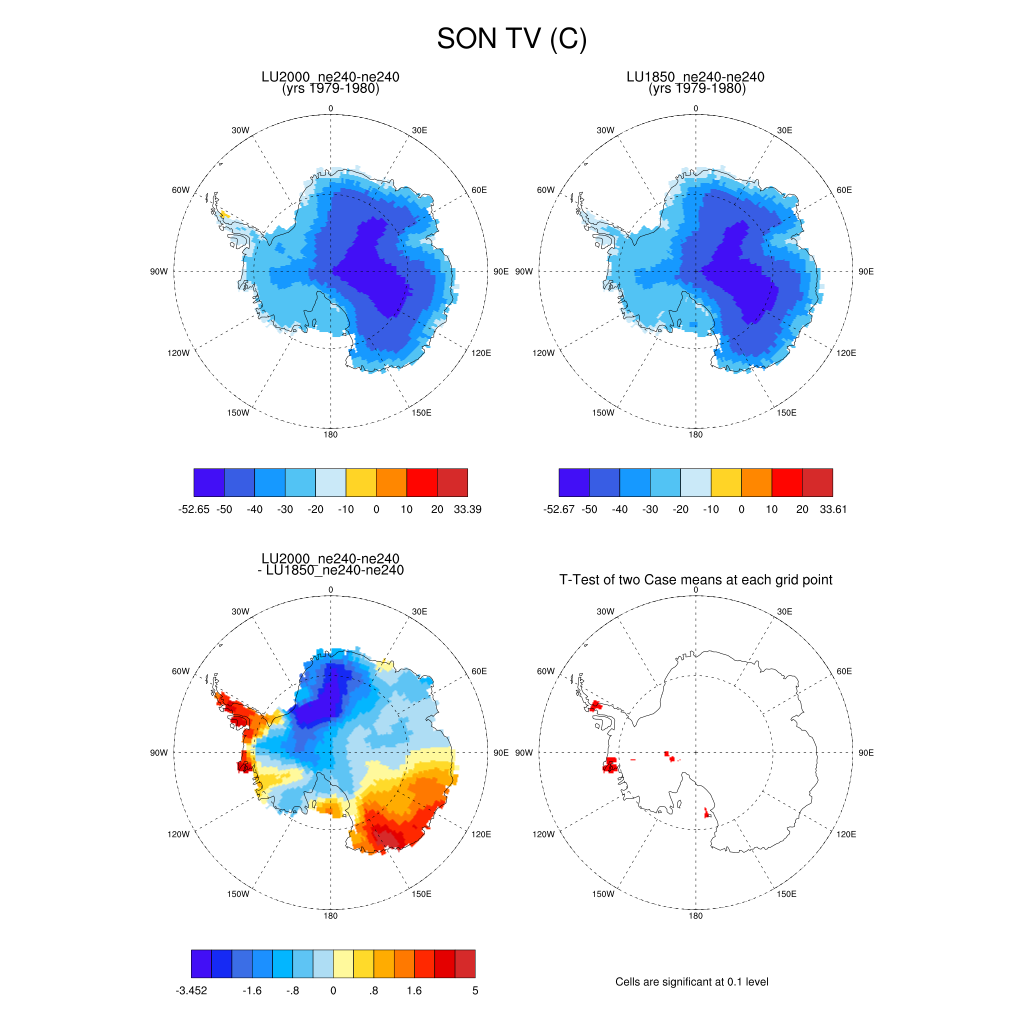 SON TV (C)
LU2000_ne240-ne240
(yrs 1979-1980)
LU1850_ne240-ne240
(yrs 1979-1980)
0
30W
30E
60W
60E
90W
90E
120W
120E
150W
150E
180
0
30W
30E
60W
60E
90W
90E
120W
120E
150W
150E
180
-52.65 -50 -40 -30 -20 -10 0 10 20 33.39
-52.67 -50 -40 -30 -20 -10 0 10 20 33.61
LU2000_ne240-ne240
- LU1850_ne240-ne240
T-Test of two Case means at each grid point
0
30W
30E
60W
60E
90W
90E
120W
120E
150W
150E
180
0
30W
30E
60W
60E
90W
90E
120W
120E
150W
150E
180
-3.452 -1.6 -.8 0 .8 1.6 5
Cells are significant at 0.1 level